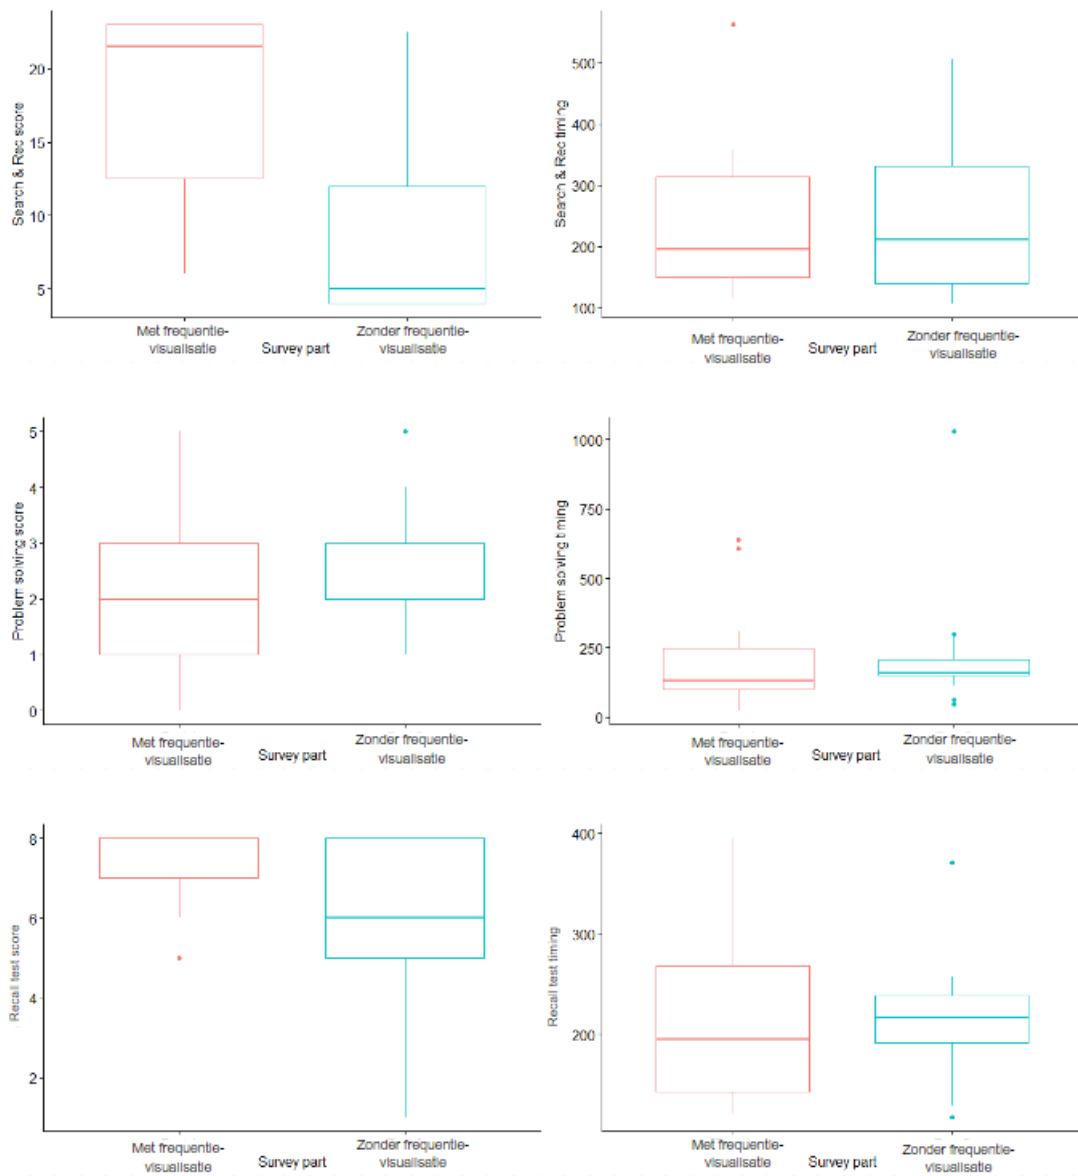 Search & Rec score
20
15
10
5
Met frequentie-
visualisatie
Survey part
Zonder frequentie-
visualisatie
Search & Rec timing
500
400
300
200
100
Met frequentie-
visualisatie
Survey part
Zonder frequentie-
visualisatie
Problem solving score
5
4
3
2
1
0
Met frequentie-
visualisatie
Survey part
Zonder frequentie-
visualisatie
Problem solving timing
1000
750
500
250
0
Met frequentie-
visualisatie
Survey part
Zonder frequentie-
visualisatie
Recall test score
8
6
4
2
Met frequentie-
visualisatie
Survey part
Zonder frequentie-
visualisatie
Recall test timing
400
300
200
Met frequentie-
visualisatie
Survey part
Zonder frequentie-
visualisatie